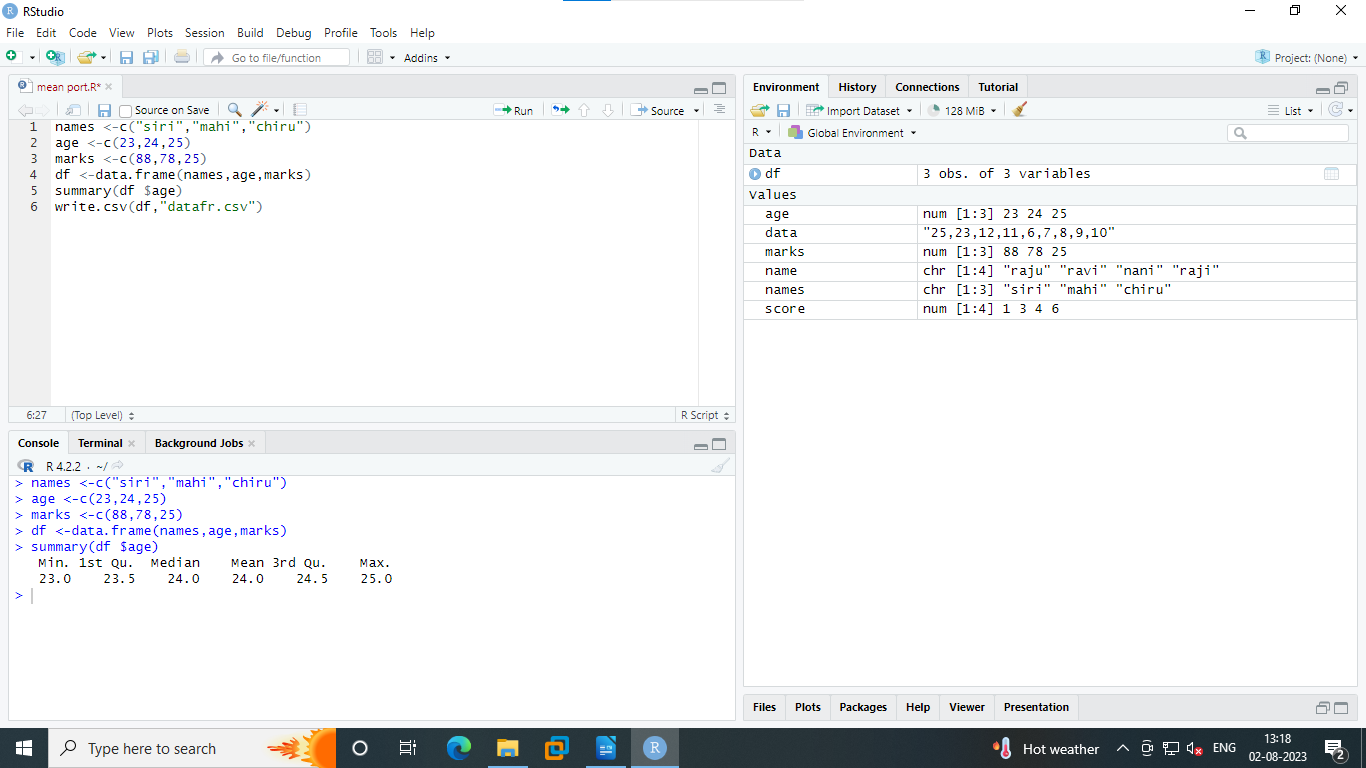 RStudio
File Edit Code View Plots Session Build Debug Profile Tools Help
Go to file/function Addins Project: (None)
mean port.R*
Source on Save Run Source
1 names <-c("siri","mahi","chiru")
2 age <-c(23,24,25)
3 marks <-c(88,78,25)
4 df <-data.frame(names,age,marks)
5 summary(df $age)
6 write.csv(df,"datafr.csv")
6:27 (Top Level) R Script
Console Terminal Background Jobs
R 4.2.2 · ~/
> names <-c("siri","mahi","chiru")
> age <-c(23,24,25)
> marks <-c(88,78,25)
> df <-data.frame(names,age,marks)
> summary(df $age)
Min. 1st Qu. Median Mean 3rd Qu. Max.
23.0 23.5 24.0 24.0 24.5 25.0
>
Environment History Connections Tutorial
Import Dataset 128 MiB List
R Global Environment
Data
df 3 obs. of 3 variables
Values
age num [1:3] 23 24 25
data "25,23,12,11,6,7,8,9,10"
marks num [1:3] 88 78 25
name chr [1:4] "raju" "ravi" "nani" "raji"
names chr [1:3] "siri" "mahi" "chiru"
score num [1:4] 1 3 4 6
Files Plots Packages Help Viewer Presentation
Type here to search
R
Hot weather ENG 13:18
02-08-2023
2